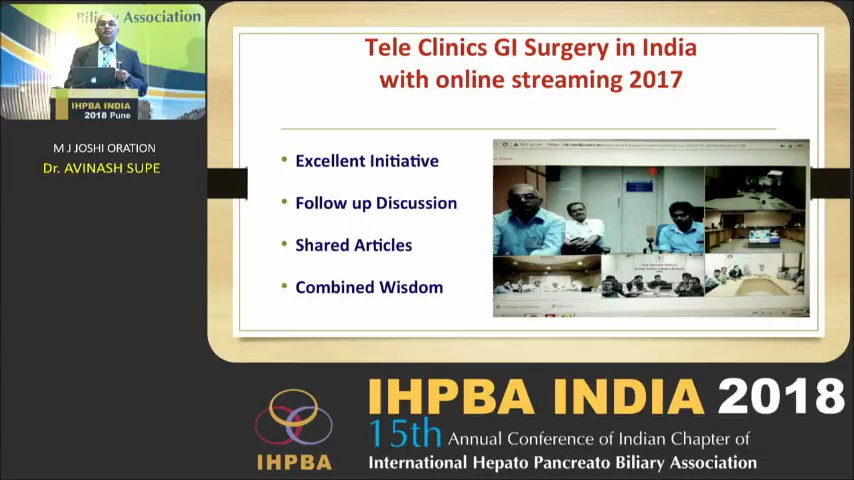 Biliary Association
IHPBA INDIA
2018 Pune
M J JOSHI ORATION
Dr. AVINASH SUPE
Tele Clinics GI Surgery in India
with online streaming 2017
• Excellent Initiative
• Follow up Discussion
• Shared Articles
• Combined Wisdom
IHPBA
IHPBA INDIA 2018
15th Annual Conference of Indian Chapter of
International Hepato Pancreato Biliary Association